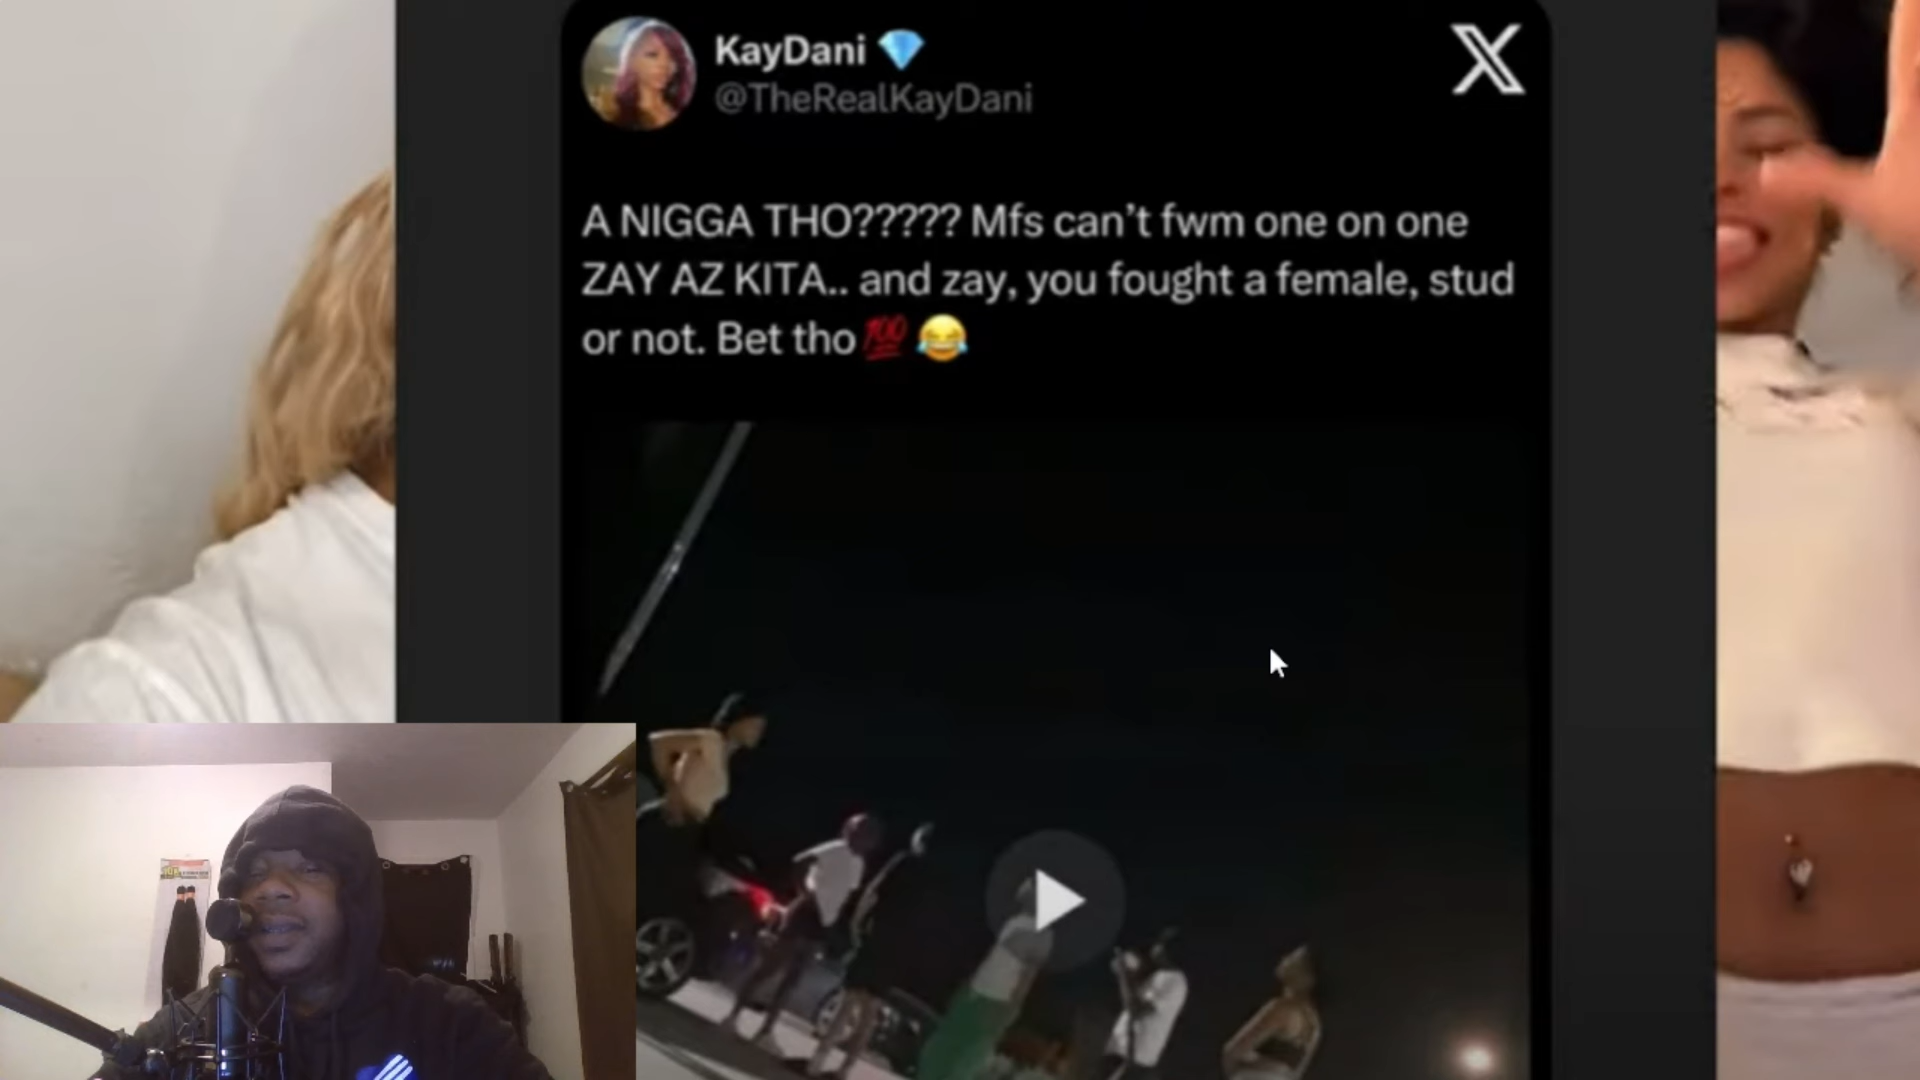 KayDani 💎
@TheRealKayDani
A NIGGA THO????? Mfs can't fwm one on one
ZAY AZ KITA.. and zay, you fought a female, stud
or not. Bet tho 💯 😂